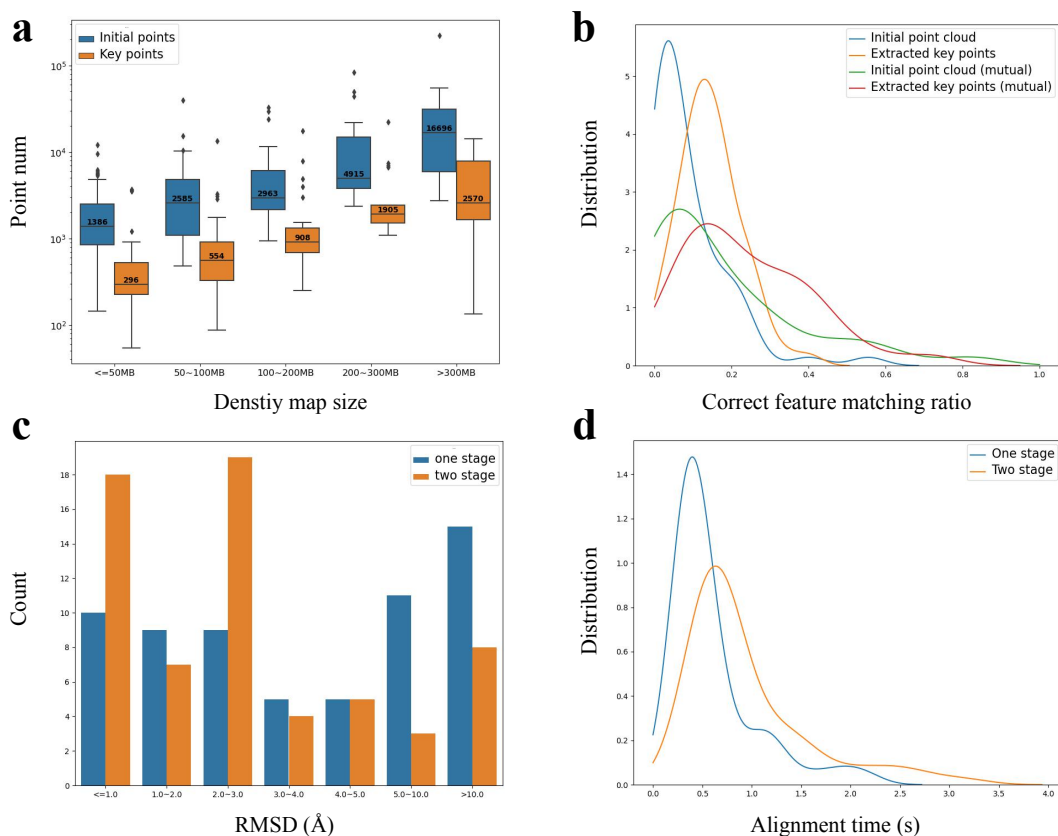 a
Initial points
Key points
10^5
10^4
10^3
10^2
Point num
1386
296
2585
554
2963
908
4915
1905
16696
2570
<=50MB
50~100MB
100~200MB
200~300MB
>300MB
Denstiy map size
b
Initial point cloud
Extracted key points
Initial point cloud (mutual)
Extracted key points (mutual)
5
4
3
2
1
0
Distribution
0.0
0.2
0.4
0.6
0.8
1.0
Correct feature matching ratio
c
one stage
two stage
18
16
14
12
10
8
6
4
2
0
Count
<=1.0
1.0~2.0
2.0~3.0
3.0~4.0
4.0~5.0
5.0~10.0
>10.0
RMSD (Å)
d
One stage
Two stage
1.4
1.2
1.0
0.8
0.6
0.4
0.2
0.0
Distribution
0.0
0.5
1.0
1.5
2.0
2.5
3.0
3.5
4.0
Alignment time (s)